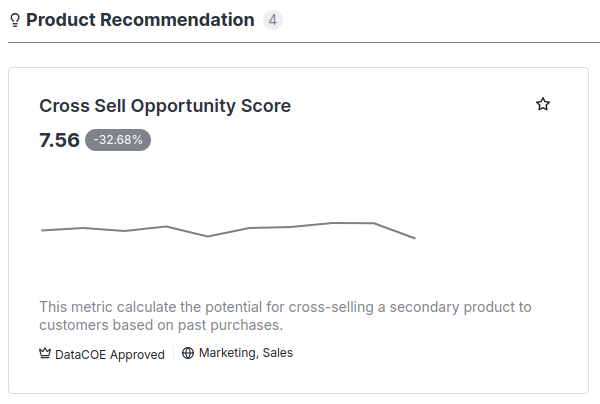 Product Recommendation 4
Cross Sell Opportunity Score
7.56 -32.68%
This metric calculate the potential for cross-selling a secondary product to
customers based on past purchases.
DataCOE Approved Marketing, Sales